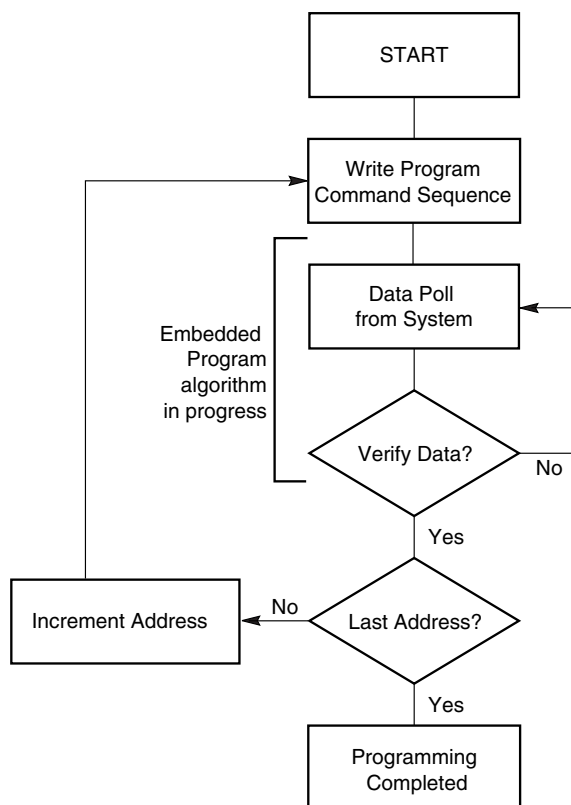 START
Write Program
Command Sequence
Data Poll
from System
Embedded
Program
algorithm
in progress
Verify Data?
No
Yes
Increment Address
No
Last Address?
Yes
Programming
Completed